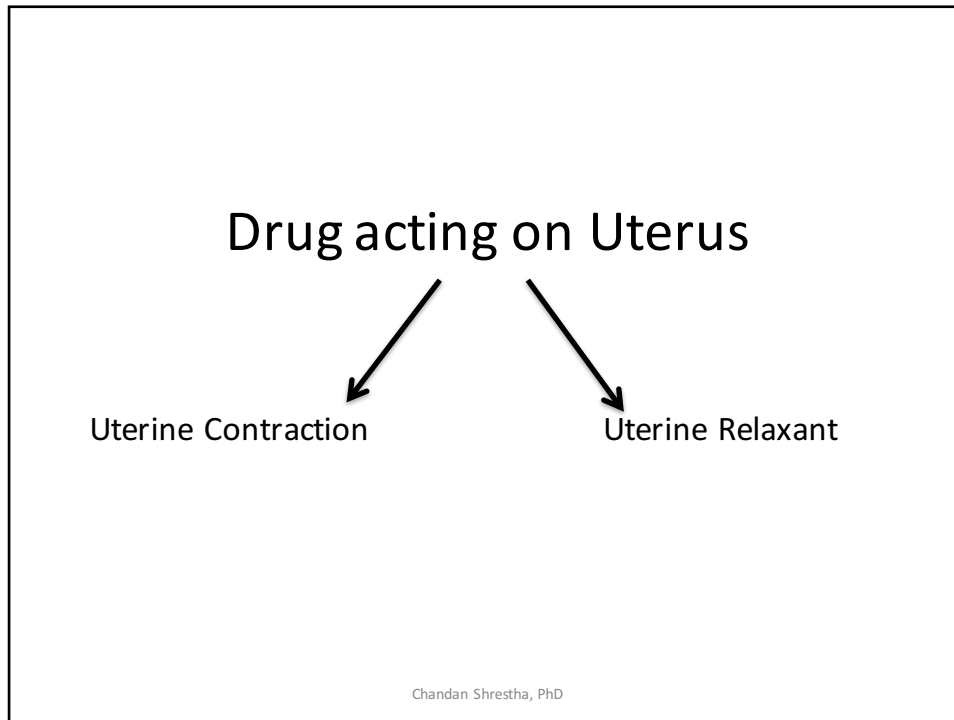 Drug acting on Uterus
Uterine Contraction
Uterine Relaxant
Chandan Shrestha, PhD